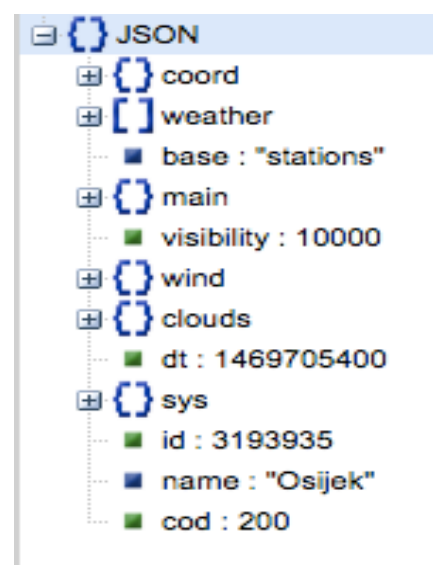 JSON
coord
weather
base : "stations"
main
visibility : 10000
wind
clouds
dt : 1469705400
sys
id : 3193935
name : "Osijek"
cod : 200